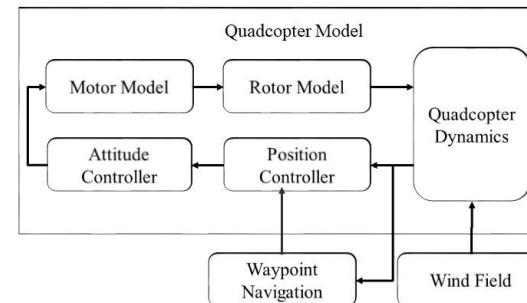 Quadcopter Model
Motor Model
Rotor Model
Quadcopter
Dynamics
Attitude
Controller
Position
Controller
Waypoint
Navigation
Wind Field